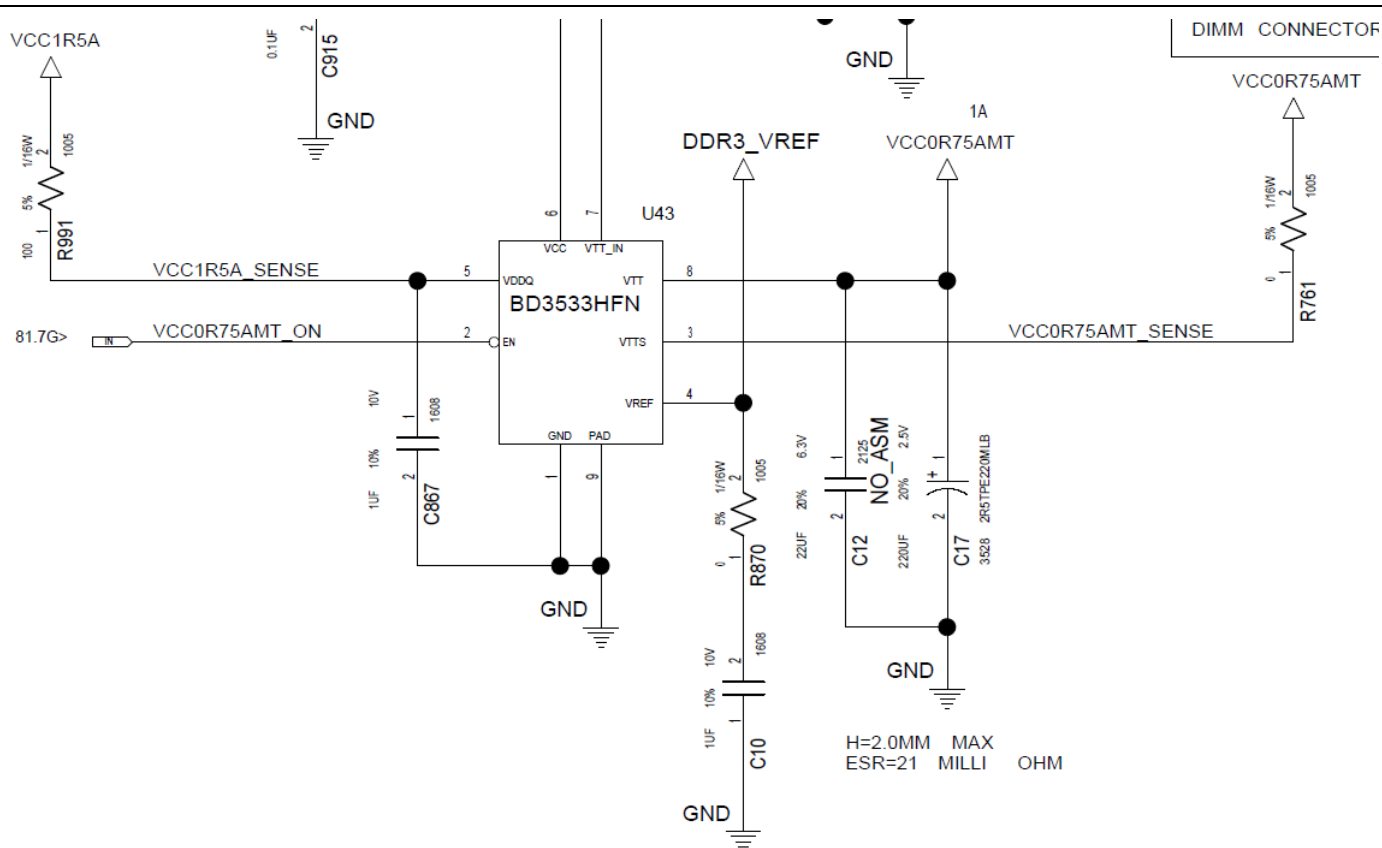 VCC1R5A
2
0.1UF
C915
GND
GND
DIMM CONNECTOR
VCC0R75AMT
1A
VCC0R75AMT
DDR3_VREF
1/16W
2
1005
5%
1
100
R991
6
7
U43
VCC
VTT_IN
1/16W
2
1005
5%
1
0
R761
VCC1R5A_SENSE
5
VDDQ
VTT
8
BD3533HFN
81.7G>
IN
VCC0R75AMT_ON
2
EN
VTTS
3
VCC0R75AMT_SENSE
VREF
4
GND
PAD
1
9
10V
1
1608
10%
2
1UF
C867
1/16W
2
1005
5%
1
0
R870
6.3V
1
2125
NO_ASM
20%
2
22UF
C12
2.5V
1
+
2R5TPE220MLB
20%
2
220UF
C17
3528
GND
GND
10V
2
1608
10%
1
1UF
C10
GND
H=2.0MM MAX
ESR=21 MILLI OHM